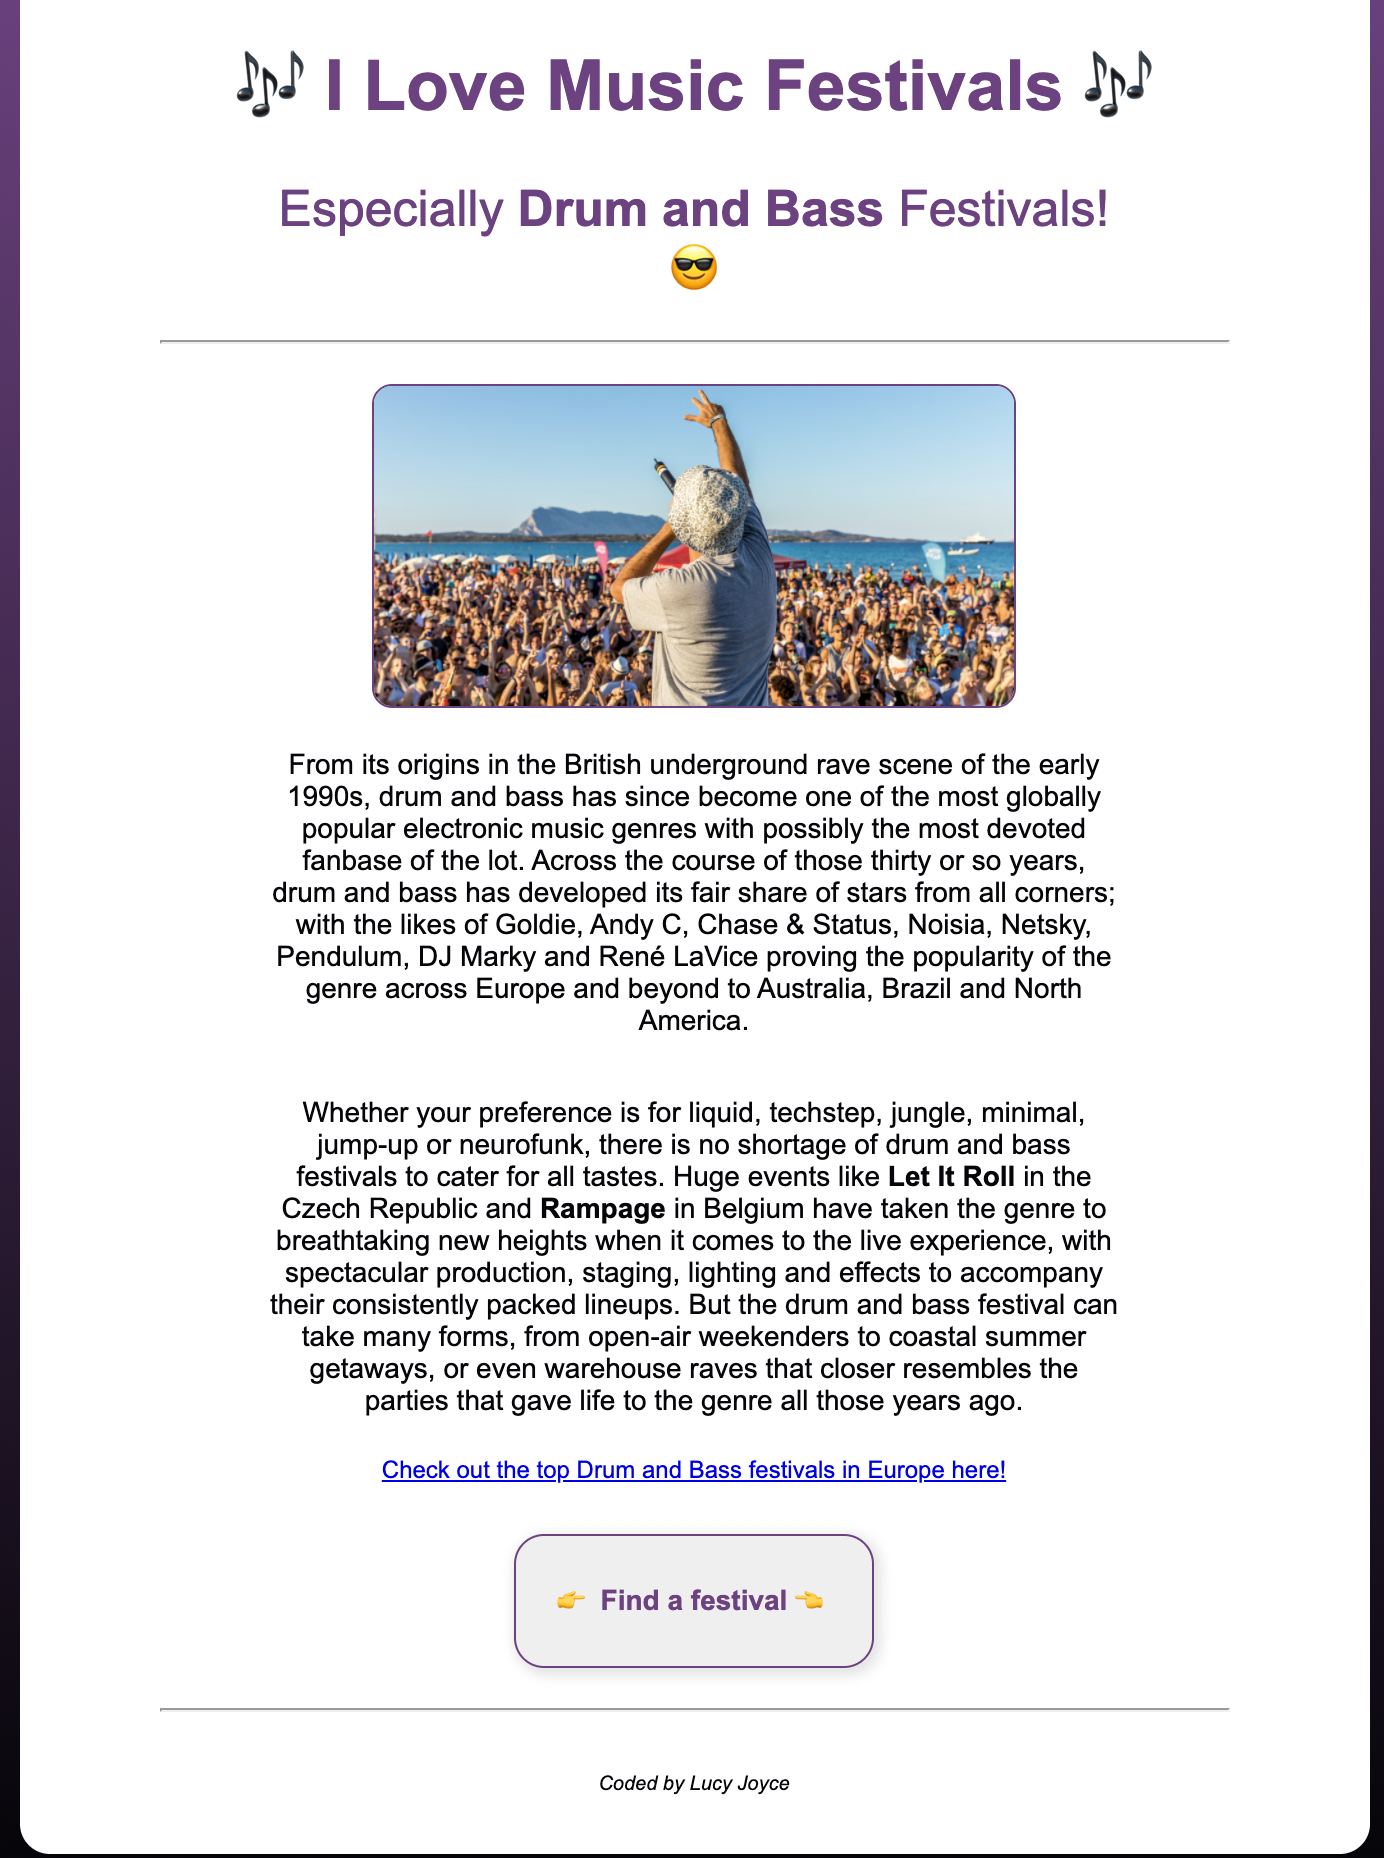 🎶 I Love Music Festivals 🎶
Especially Drum and Bass Festivals!
😎
From its origins in the British underground rave scene of the early
1990s, drum and bass has since become one of the most globally
popular electronic music genres with possibly the most devoted
fanbase of the lot. Across the course of those thirty or so years,
drum and bass has developed its fair share of stars from all corners;
with the likes of Goldie, Andy C, Chase & Status, Noisia, Netsky,
Pendulum, DJ Marky and René LaVice proving the popularity of the
genre across Europe and beyond to Australia, Brazil and North
America.
Whether your preference is for liquid, techstep, jungle, minimal,
jump-up or neurofunk, there is no shortage of drum and bass
festivals to cater for all tastes. Huge events like Let It Roll in the
Czech Republic and Rampage in Belgium have taken the genre to
breathtaking new heights when it comes to the live experience, with
spectacular production, staging, lighting and effects to accompany
their consistently packed lineups. But the drum and bass festival can
take many forms, from open-air weekenders to coastal summer
getaways, or even warehouse raves that closer resembles the
parties that gave life to the genre all those years ago.
Check out the top Drum and Bass festivals in Europe here!
👉 Find a festival 👈
Coded by Lucy Joyce